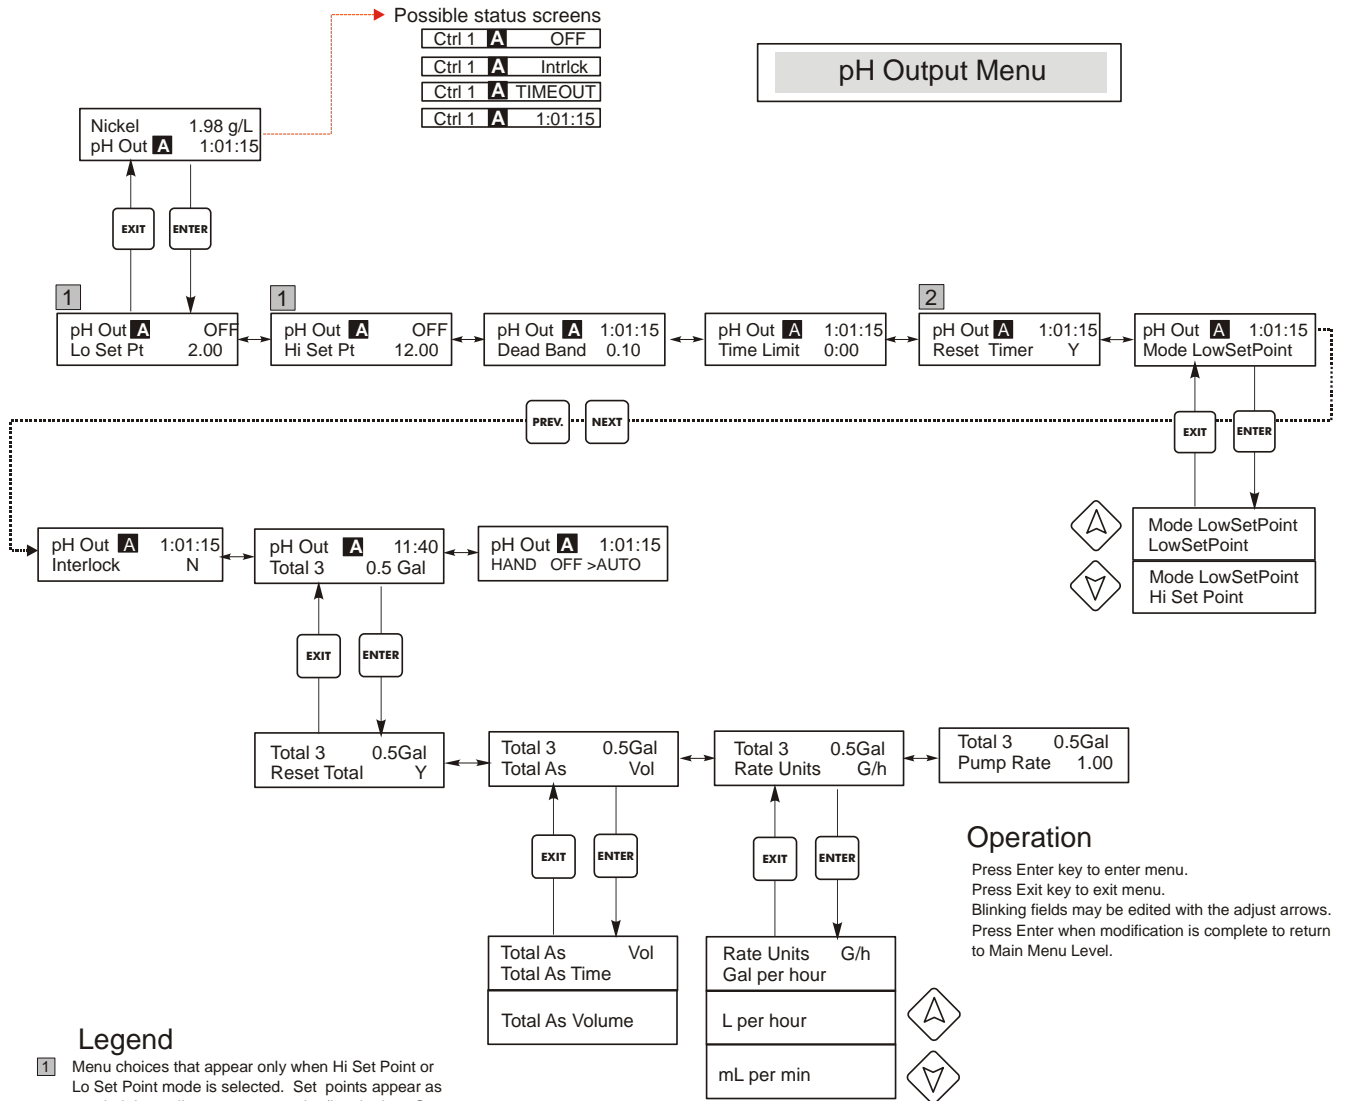 Possible status screens
Ctrl 1 A OFF
Ctrl 1 A Intrlck
Ctrl 1 A TIMEOUT
Ctrl 1 A 1:01:15
pH Output Menu
Nickel 1.98 g/L
pH Out A 1:01:15
EXIT
ENTER
1
pH Out A OFF
Lo Set Pt 2.00
1
pH Out A OFF
Hi Set Pt 12.00
pH Out A 1:01:15
Dead Band 0.10
pH Out A 1:01:15
Time Limit 0:00
2
pH Out A 1:01:15
Reset Timer Y
pH Out A 1:01:15
Mode LowSetPoint
PREV.
NEXT
EXIT
ENTER
Mode LowSetPoint
LowSetPoint
Mode LowSetPoint
Hi Set Point
pH Out A 1:01:15
Interlock N
pH Out A 11:40
Total 3 0.5 Gal
pH Out A 1:01:15
HAND OFF >AUTO
EXIT
ENTER
Total 3 0.5Gal
Reset Total Y
Total 3 0.5Gal
Total As Vol
Total 3 0.5Gal
Rate Units G/h
Total 3 0.5Gal
Pump Rate 1.00
EXIT
ENTER
EXIT
ENTER
Total As Vol
Total As Time
Total As Volume
Rate Units G/h
Gal per hour
L per hour
mL per min
Operation
Press Enter key to enter menu.
Press Exit key to exit menu.
Blinking fields may be edited with the adjust arrows.
Press Enter when modification is complete to return
to Main Menu Level.
Legend
1 Menu choices that appear only when Hi Set Point or
Lo Set Point mode is selected. Set points appear as